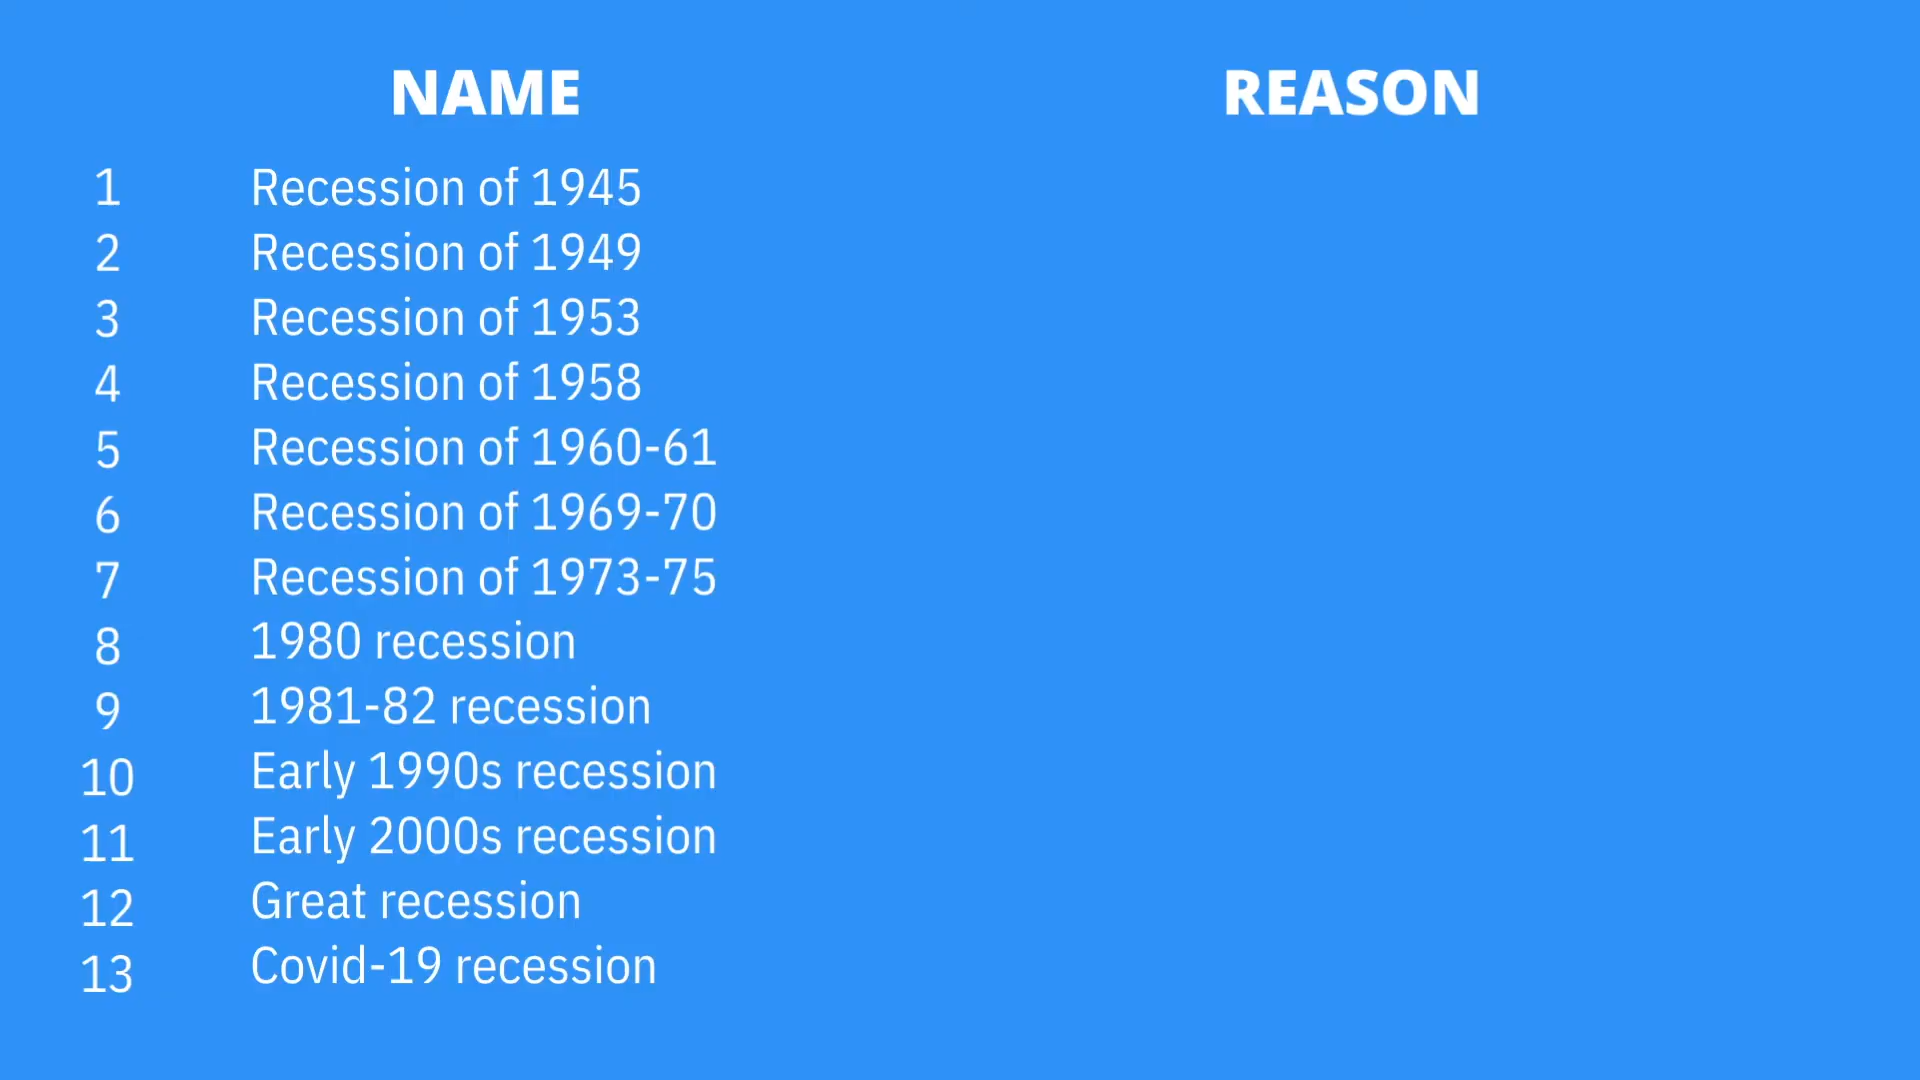 NAME REASON
1 Recession of 1945
2 Recession of 1949
3 Recession of 1953
4 Recession of 1958
5 Recession of 1960-61
6 Recession of 1969-70
7 Recession of 1973-75
8 1980 recession
9 1981-82 recession
10 Early 1990s recession
11 Early 2000s recession
12 Great recession
13 Covid-19 recession